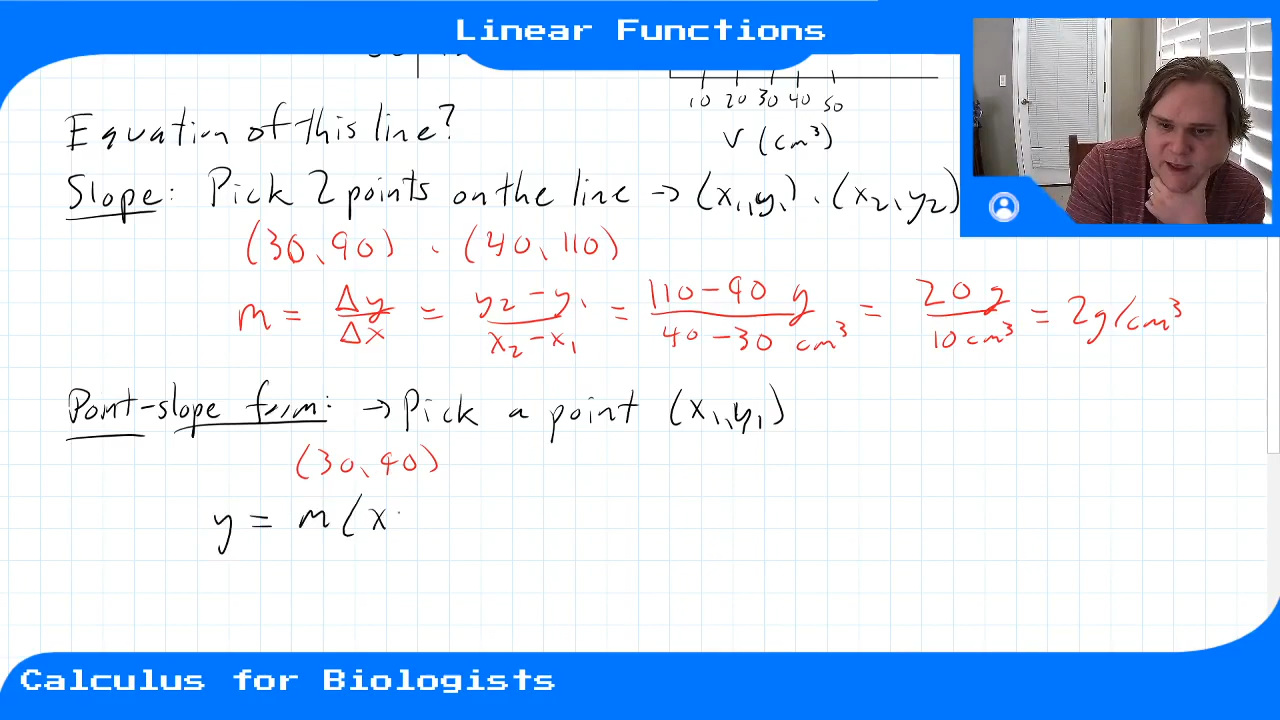 Linear Functions
10 20 30 40 50
V (cm³)
Equation of this line?
Slope: Pick 2 points on the line → (x₁,y₁), (x₂,y₂)
(30,90), (40,110)
m = Δy/Δx = (y₂-y₁)/(x₂-x₁) = (110-90 g)/(40-30 cm³) = 20 g/10 cm³ = 2g/cm³
Point-slope form: → Pick a point (x₁,y₁)
(30,90)
y = m(x
Calculus for Biologists